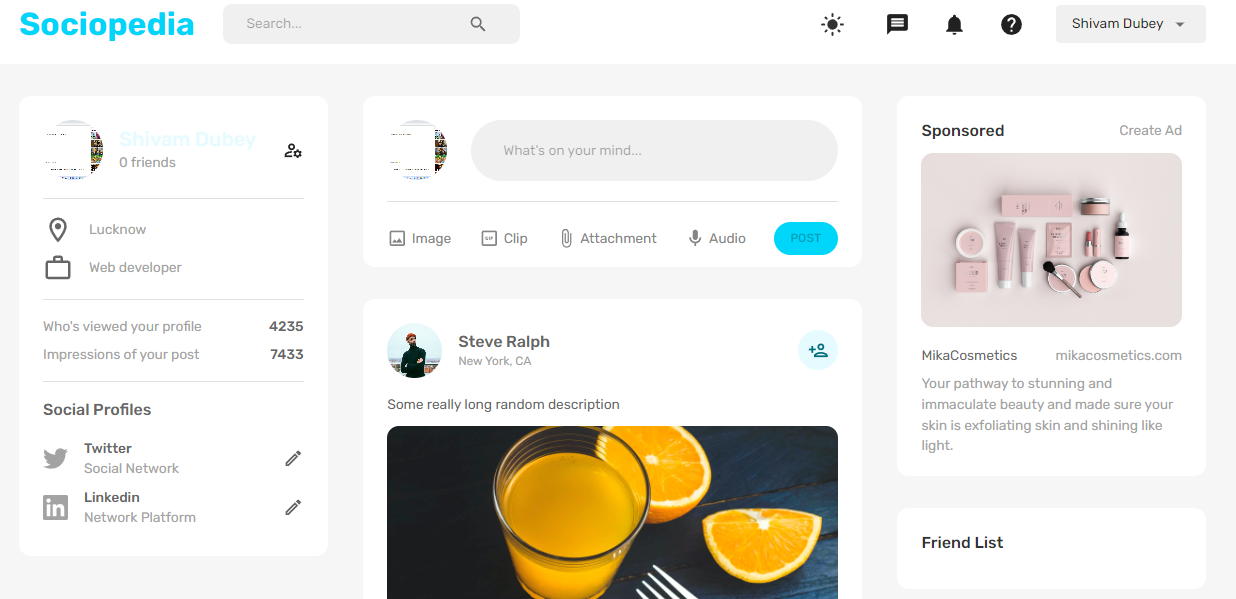 Sociopedia
Search...
Shivam Dubey
Shivam Dubey
0 friends
Lucknow
Web developer
Who's viewed your profile 4235
Impressions of your post 7433
Social Profiles
Twitter
Social Network
Linkedin
Network Platform
What's on your mind...
Image
GIF
Clip
Attachment
Audio
POST
Steve Ralph
New York, CA
Some really long random description
Sponsored
Create Ad
MikaCosmetics
mikacosmetics.com
Your pathway to stunning and
immaculate beauty and made sure your
skin is exfoliating skin and shining like
light.
Friend List